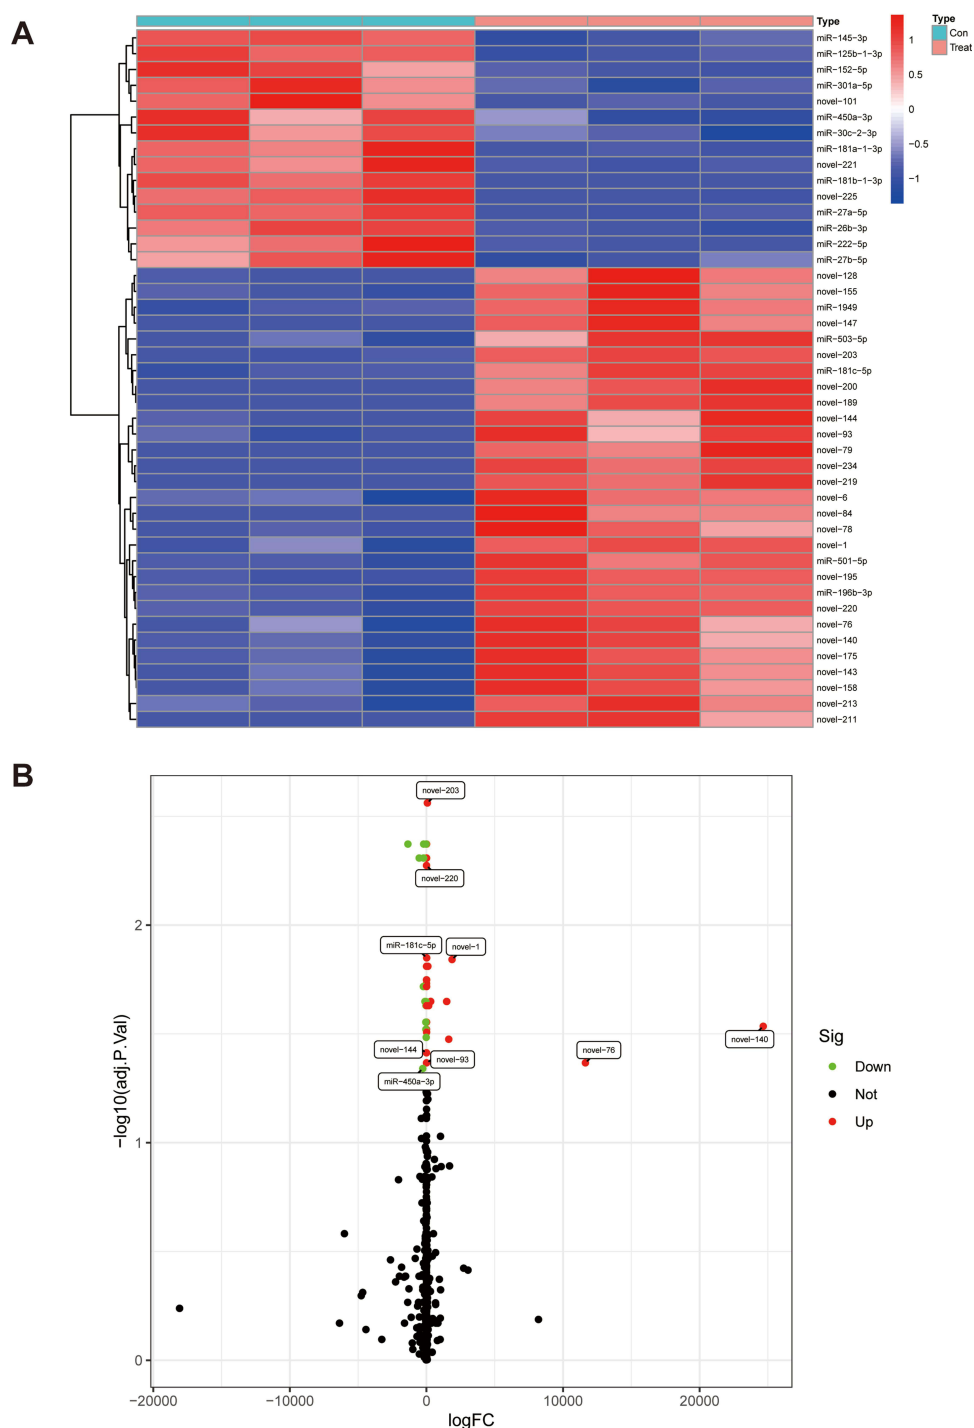 A
Type
miR-145-3p
miR-125b-1-3p
miR-152-5p
miR-301a-5p
novel-101
miR-450a-3p
miR-30c-2-3p
miR-181a-1-3p
novel-221
miR-181b-1-3p
novel-225
miR-27a-5p
miR-26b-3p
miR-222-5p
miR-27b-5p
novel-128
novel-155
miR-1949
novel-147
miR-503-5p
novel-203
miR-181c-5p
novel-200
novel-189
novel-144
novel-93
novel-79
novel-234
novel-219
novel-6
novel-84
novel-78
novel-1
miR-501-5p
novel-195
miR-196b-3p
novel-220
novel-76
novel-140
novel-175
novel-143
novel-158
novel-213
novel-211
1
0.5
0
−0.5
−1
Type
Con
Treat
B
novel-203
novel-220
miR-181c-5p
novel-1
novel-140
novel-144
novel-93
novel-76
miR-450a-3p
2
1
0
−log10(adj.P.Val)
−20000 −10000 0 10000 20000
logFC
Sig
Down
Not
Up